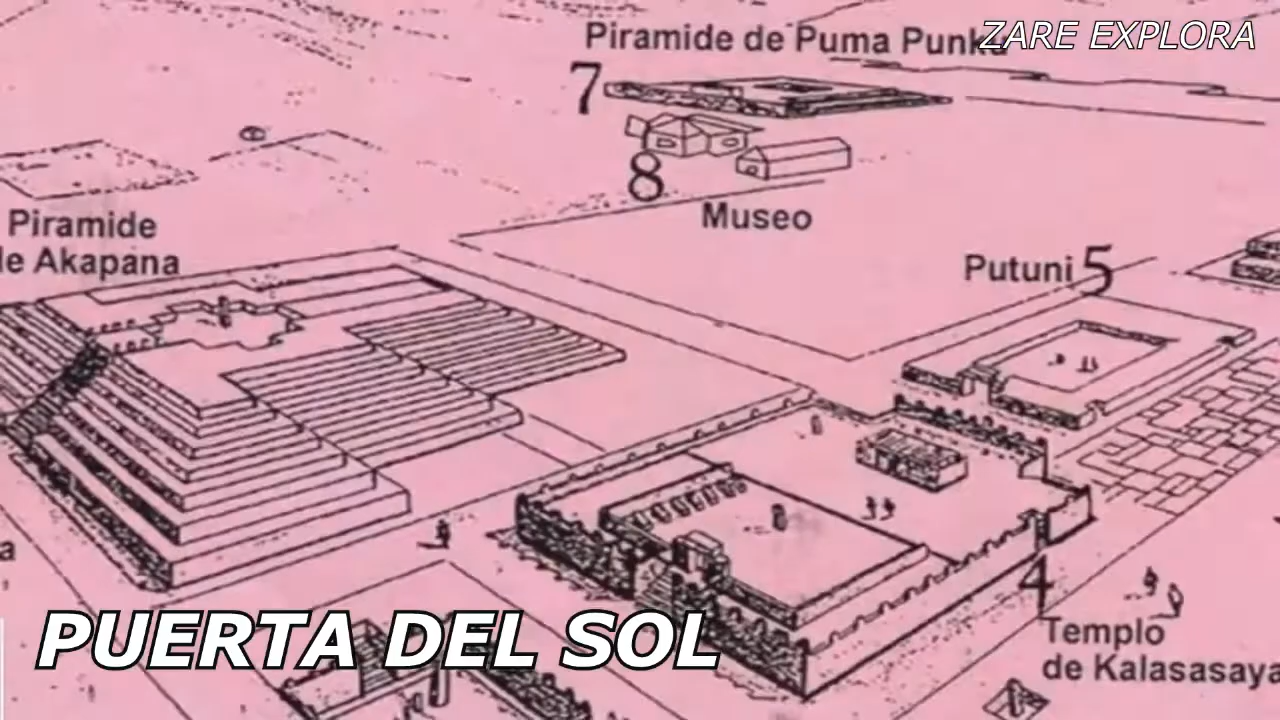 ZARE EXPLORA
Piramide de Puma Punku
7
8
Museo
Piramide
de Akapana
Putuni 5
4
Templo
de Kalasasaya
a
PUERTA DEL SOL